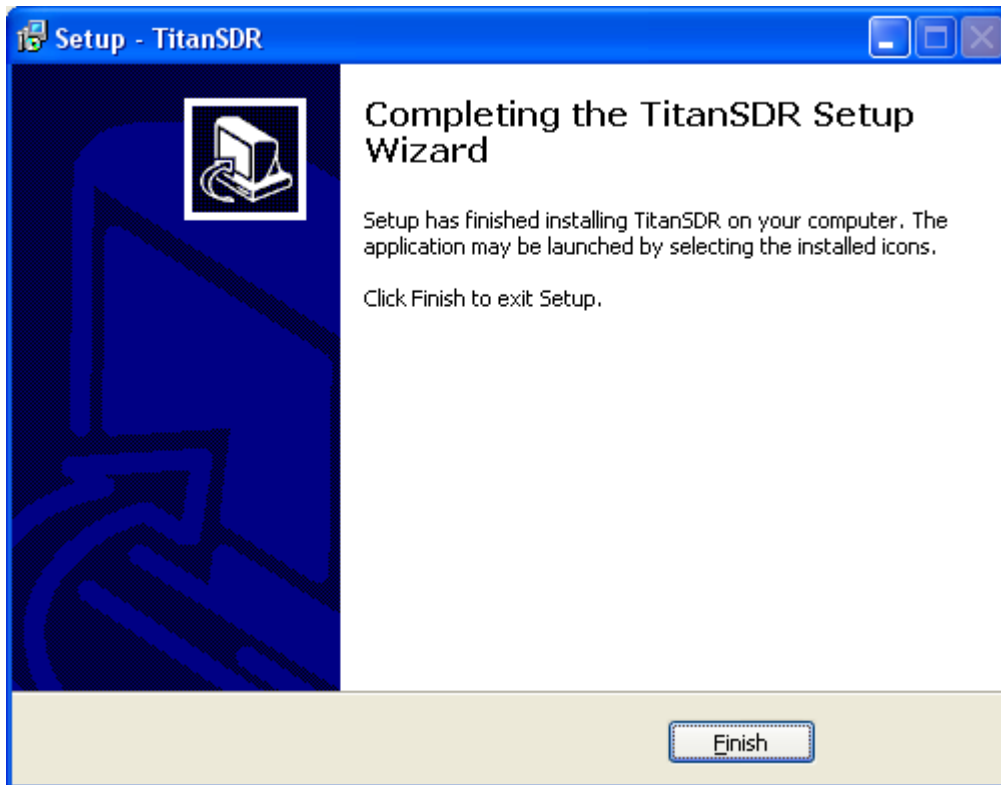 Setup - TitanSDR
Completing the TitanSDR Setup
Wizard
Setup has finished installing TitanSDR on your computer. The
application may be launched by selecting the installed icons.
Click Finish to exit Setup.
Finish